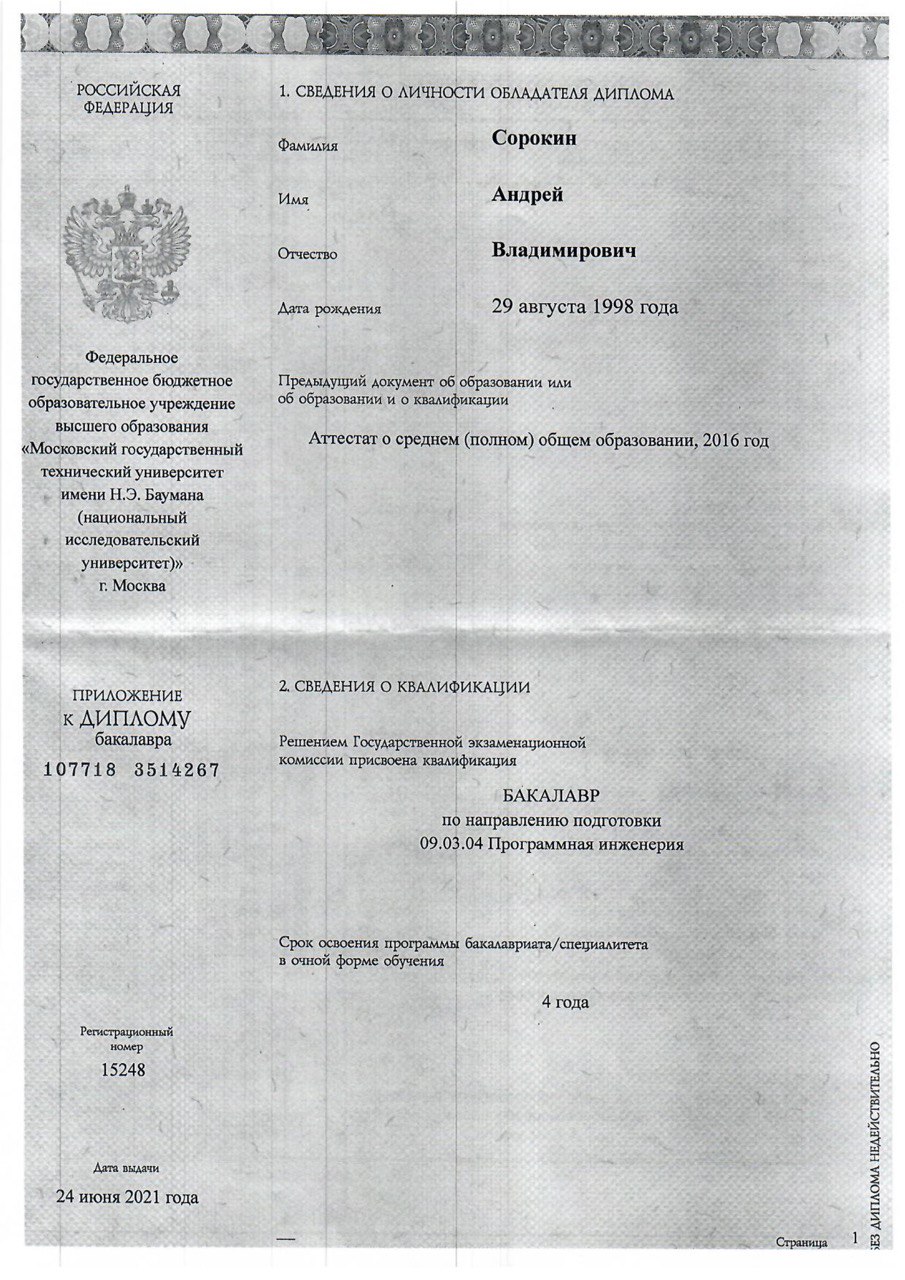 РОССИЙСКАЯ
ФЕДЕРАЦИЯ
Федеральное
государственное бюджетное
образовательное учреждение
высшего образования
«Московский государственный
технический университет
имени Н.Э. Баумана
(национальный
исследовательский
университет)»
г. Москва
ПРИЛОЖЕНИЕ
к ДИПЛОМУ
бакалавра
107718 3514267
Регистрационный
номер
15248
Дата выдачи
24 июня 2021 года
1. СВЕДЕНИЯ О ЛИЧНОСТИ ОБЛАДАТЕЛЯ ДИПЛОМА
Фамилия Сорокин
Имя Андрей
Отчество Владимирович
Дата рождения 29 августа 1998 года
Предыдущий документ об образовании или
об образовании и о квалификации
Аттестат о среднем (полном) общем образовании, 2016 год
2. СВЕДЕНИЯ О КВАЛИФИКАЦИИ
Решением Государственной экзаменационной
комиссии присвоена квалификация
БАКАЛАВР
по направлению подготовки
09.03.04 Программная инженерия
Срок освоения программы бакалавриата/специалитета
в очной форме обучения
4 года
Страница 1
БЕЗ ДИПЛОМА НЕДЕЙСТВИТЕЛЬНО